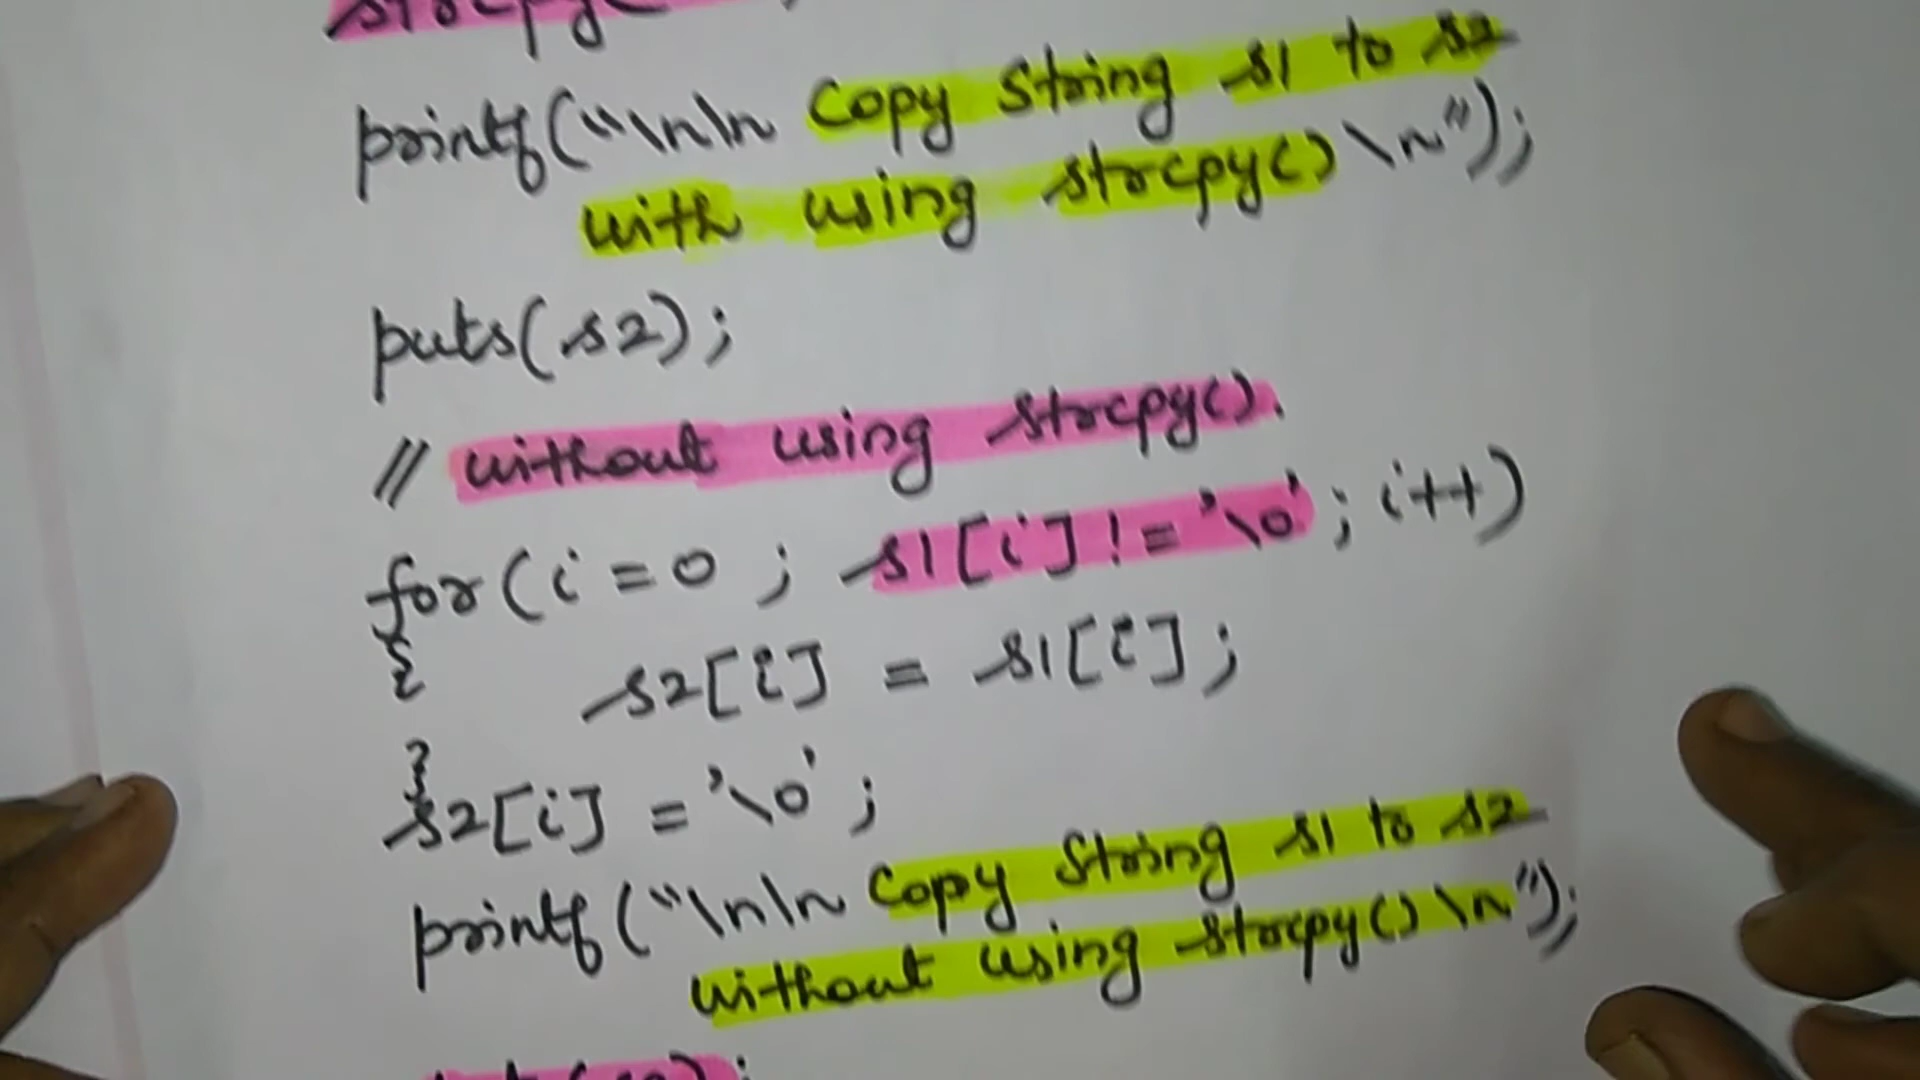 strcpy(
printf("\n\n Copy String s1 to s2
with using strcpy() \n");
puts(s2);
// without using strcpy().
for(i=0 ; s1[i]!='\0'; i++)
{ s2[i] = s1[i];
}
s2[i] = '\0';
printf("\n\n Copy String s1 to s2
without using strcpy() \n");